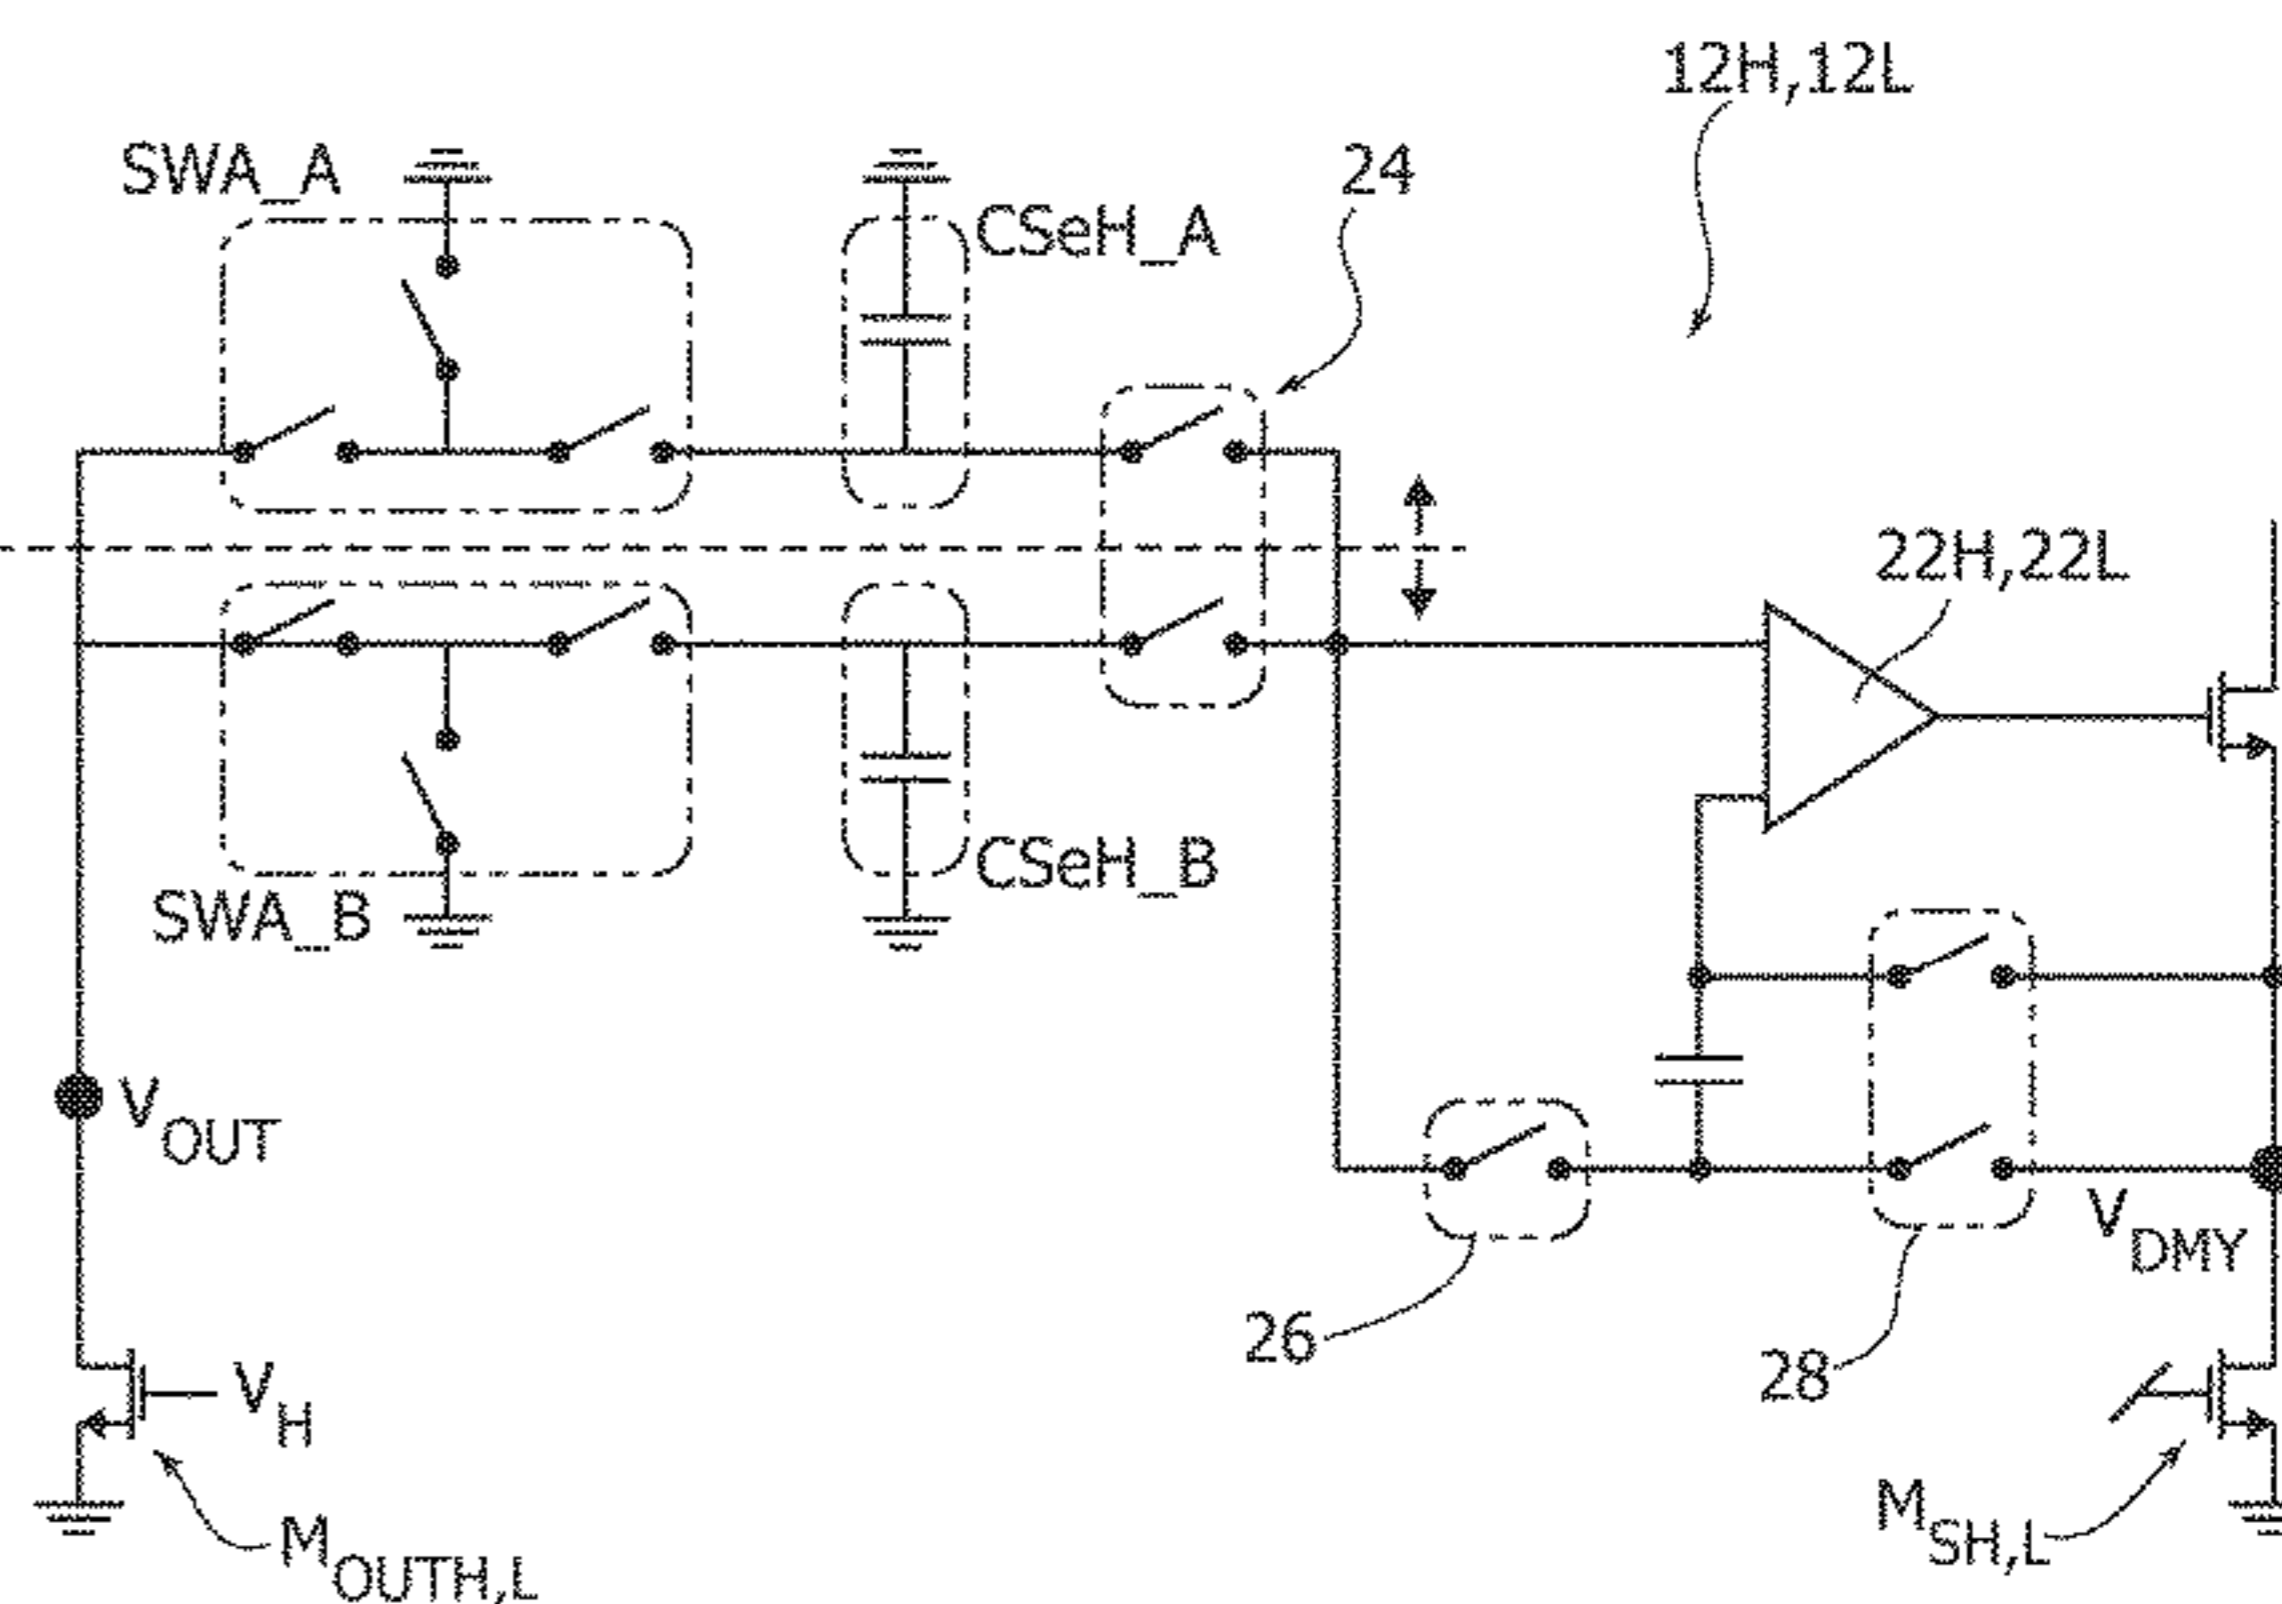 12H,12L
SWA_A
24
CSeH_A
22H,22L
CSeH_B
SWA_B
VOUT
VDMY
26
28
VH
MSH,L
MOUTH,L